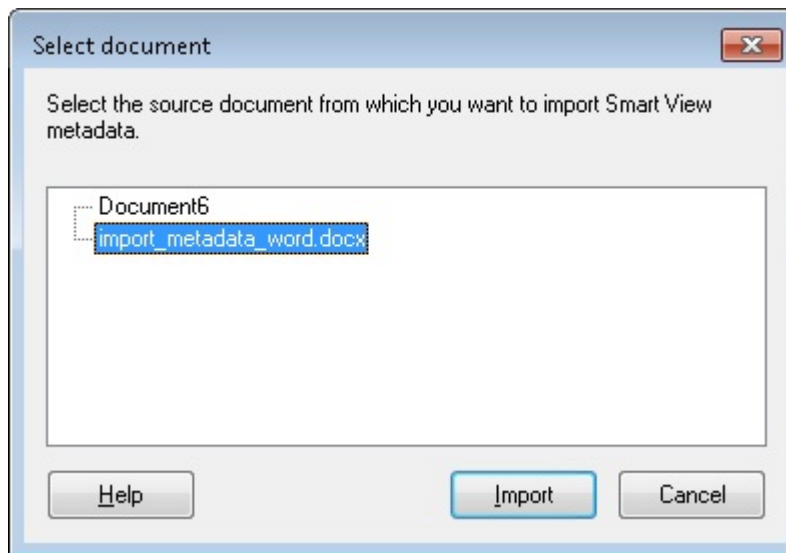 Select document
Select the source document from which you want to import Smart View
metadata.
Document6
import_metadata_word.docx
Help
Import
Cancel